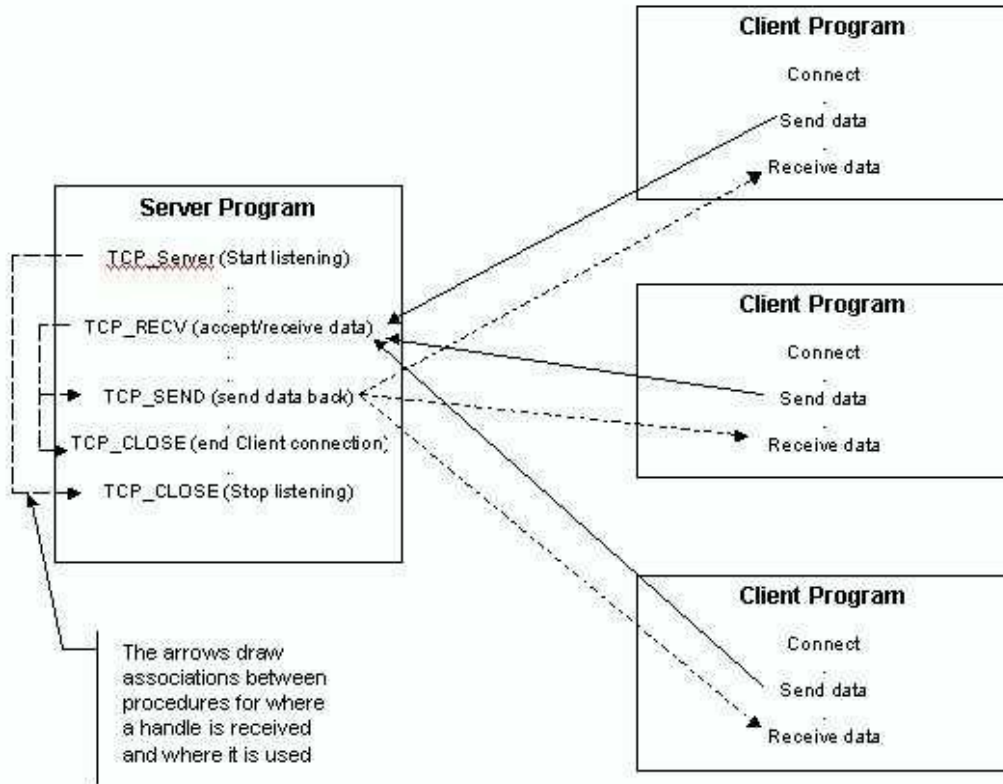 Client Program
Connect
Send data
Receive data
Server Program
TCP_Server (Start listening)
TCP_RECV (accept/receive data)
TCP_SEND (send data back)
TCP_CLOSE (end Client connection)
TCP_CLOSE (Stop listening)
Client Program
Connect
Send data
Receive data
Client Program
Connect
Send data
Receive data
The arrows draw
associations between
procedures for where
a handle is received
and where it is used